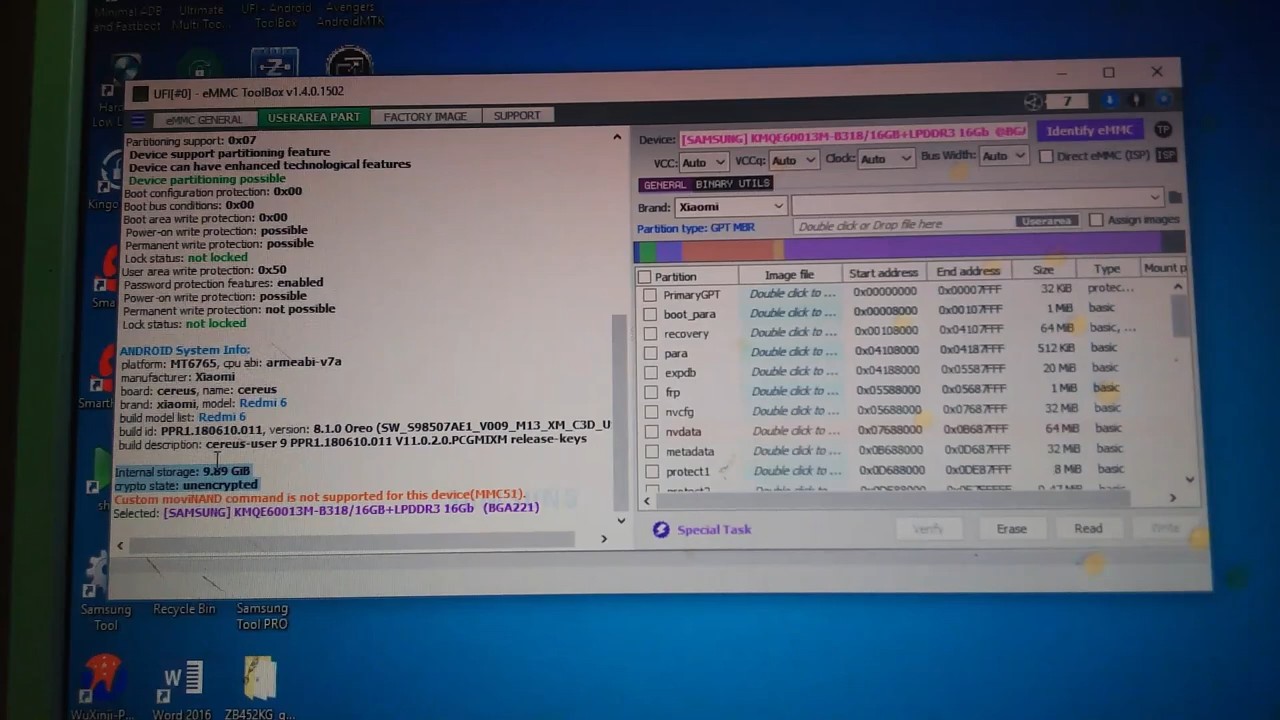 Minimal ADB
and Fastboot
Ultimate
Multi Too...
UFI - Android
ToolBox
Avengers
AndroidMTK
UFI[#0] - eMMC ToolBox v1.4.0.1502
eMMC GENERAL
USERAREA PART
FACTORY IMAGE
SUPPORT
7
Partitioning support: 0x07
Device support partitioning feature
Device can have enhanced technological features
Device partitioning possible
Boot configuration protection: 0x00
Boot bus conditions: 0x00
Boot area write protection: 0x00
Power-on write protection: possible
Permanent write protection: possible
Lock status: not locked
User area write protection: 0x50
Password protection features: enabled
Power-on write protection: possible
Permanent write protection: not possible
Lock status: not locked
ANDROID System Info:
platform: MT6765, cpu abi: armeabi-v7a
manufacturer: Xiaomi
board: cereus, name: cereus
brand: xiaomi, model: Redmi 6
build model list: Redmi 6
build id: PPR1.180610.011, version: 8.1.0 Oreo (SW_S98507AE1_V009_M13_XM_C3D_U
build description: cereus-user 9 PPR1.180610.011 V11.0.2.0.PCGMIXM release-keys
Internal storage: 9.89 GiB
crypto state: unencrypted
Custom moviNAND command is not supported for this device(MMC51).
Selected: [SAMSUNG] KMQE60013M-B318/16GB+LPDDR3 16Gb (BGA221)
Device: [SAMSUNG] KMQE60013M-B318/16GB+LPDDR3 16Gb @BGA
Identify eMMC
TP
VCC: Auto VCCq: Auto Clock: Auto Bus Width: Auto Direct eMMC (ISP) ISP
GENERAL BINARY UTILS
Brand: Xiaomi
Partition type: GPT MBR
Double click or Drop file here
Userarea
Assign images
Partition Image file Start address End address Size Type Mount p
PrimaryGPT Double click to ... 0x00000000 0x00007FFF 32 KiB protec...
boot_para Double click to ... 0x00008000 0x00107FFF 1 MiB basic
recovery Double click to ... 0x00108000 0x04107FFF 64 MiB basic, ...
para Double click to ... 0x04108000 0x04187FFF 512 KiB basic
expdb Double click to ... 0x04188000 0x05587FFF 20 MiB basic
frp Double click to ... 0x05588000 0x05687FFF 1 MiB basic
nvcfg Double click to ... 0x05688000 0x07687FFF 32 MiB basic
nvdata Double click to ... 0x07688000 0x0B687FFF 64 MiB basic
metadata Double click to ... 0x0B688000 0x0D687FFF 32 MiB basic
protect1 Double click to ... 0x0D688000 0x0DE87FFF 8 MiB basic
Special Task
Verify
Erase
Read
Write
Samsung
Tool
Recycle Bin
Samsung
Tool PRO
WuXinJi-P...
Word 2016
ZB452KG_g...